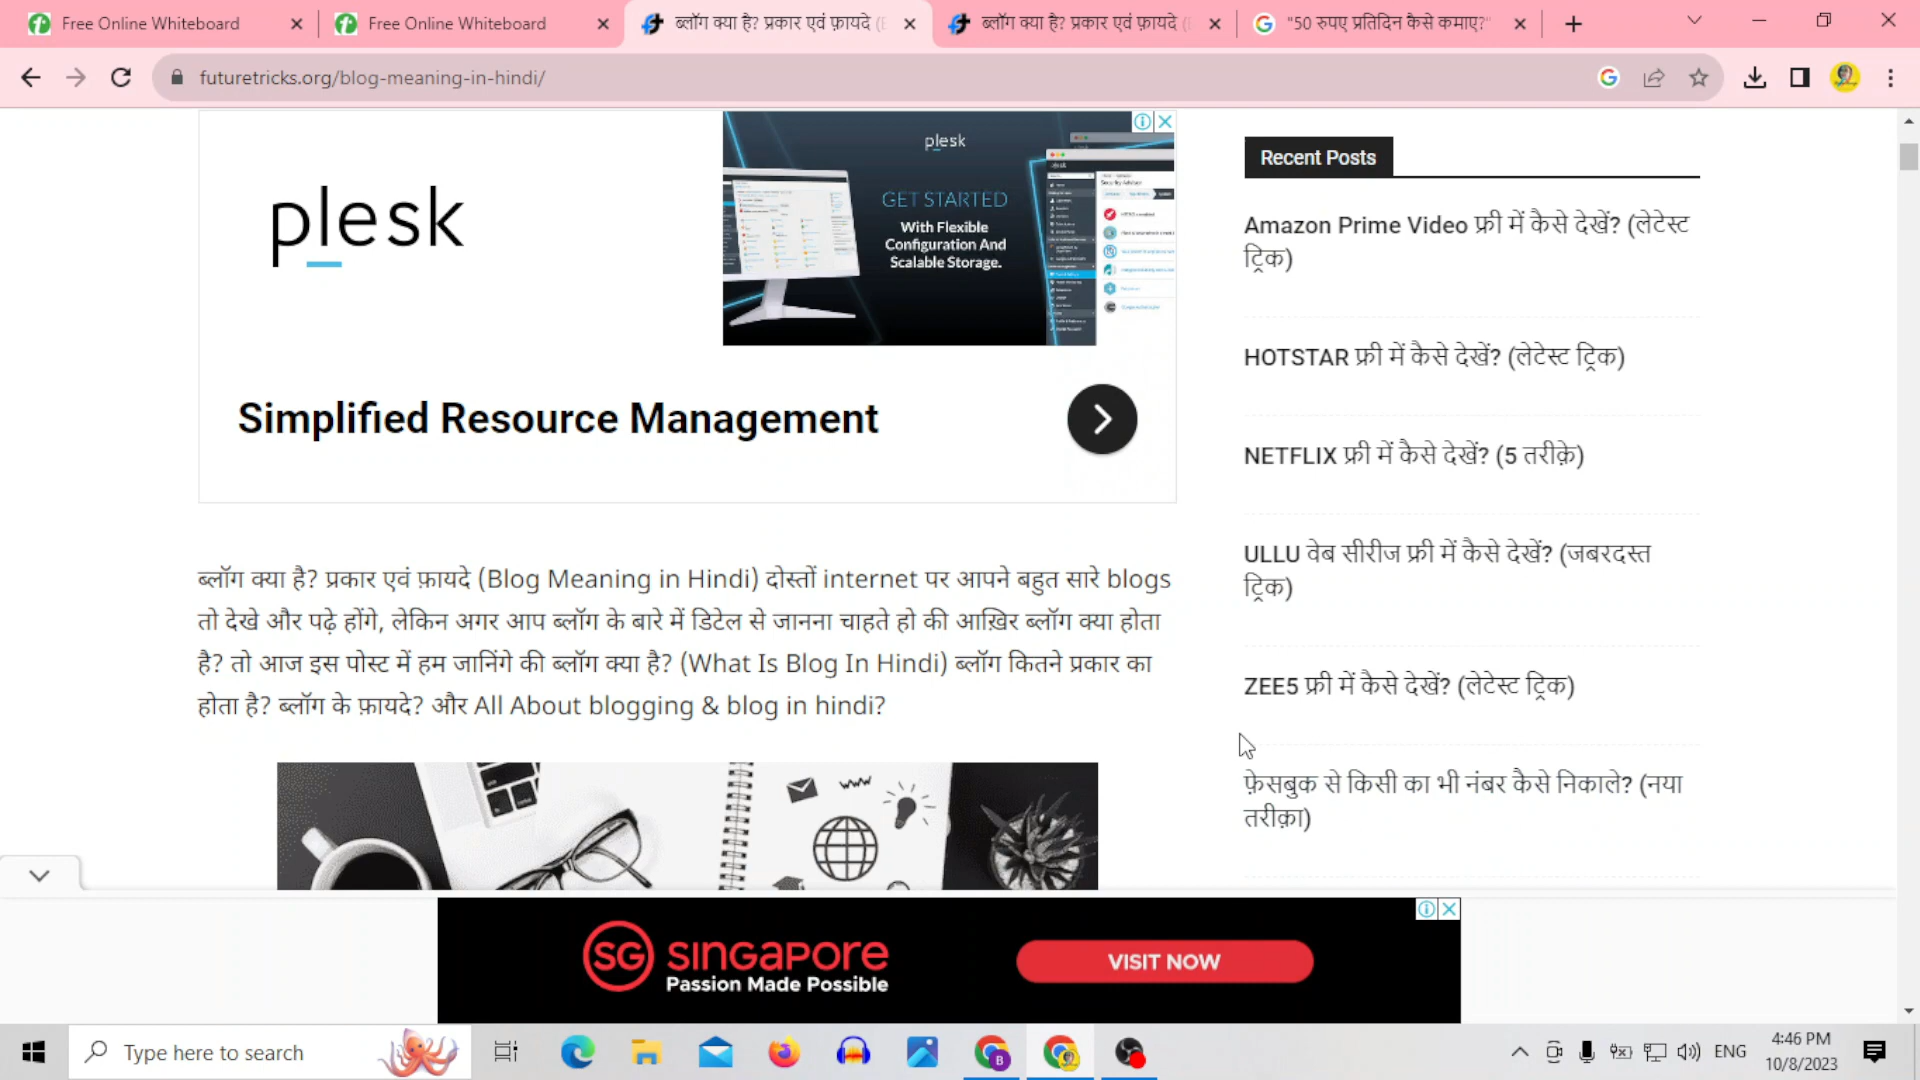 Free Online Whiteboard
Free Online Whiteboard
ब्लॉग क्या है? प्रकार एवं फ़ायदे (
ब्लॉग क्या है? प्रकार एवं फ़ायदे (
"50 रुपए प्रतिदिन कैसे कमाए?"
futuretricks.org/blog-meaning-in-hindi/
plesk
plesk
GET STARTED
With Flexible
Configuration And
Scalable Storage.
Simplified Resource Management
ब्लॉग क्या है? प्रकार एवं फ़ायदे (Blog Meaning in Hindi) दोस्तों internet पर आपने बहुत सारे blogs
तो देखे और पढ़े होंगे, लेकिन अगर आप ब्लॉग के बारे में डिटेल से जानना चाहते हो की आख़िर ब्लॉग क्या होता
है? तो आज इस पोस्ट में हम जानिंगे की ब्लॉग क्या है? (What Is Blog In Hindi) ब्लॉग कितने प्रकार का
होता है? ब्लॉग के फ़ायदे? और All About blogging & blog in hindi?
www
Recent Posts
Amazon Prime Video फ्री में कैसे देखें? (लेटेस्ट
ट्रिक)
HOTSTAR फ्री में कैसे देखें? (लेटेस्ट ट्रिक)
NETFLIX फ्री में कैसे देखें? (5 तरीक़े)
ULLU वेब सीरीज फ्री में कैसे देखें? (जबरदस्त
ट्रिक)
ZEE5 फ्री में कैसे देखें? (लेटेस्ट ट्रिक)
फ़ेसबुक से किसी का भी नंबर कैसे निकाले? (नया
तरीक़ा)
SG SINGAPORE
Passion Made Possible
VISIT NOW
Type here to search
B
ENG
4:46 PM
10/8/2023